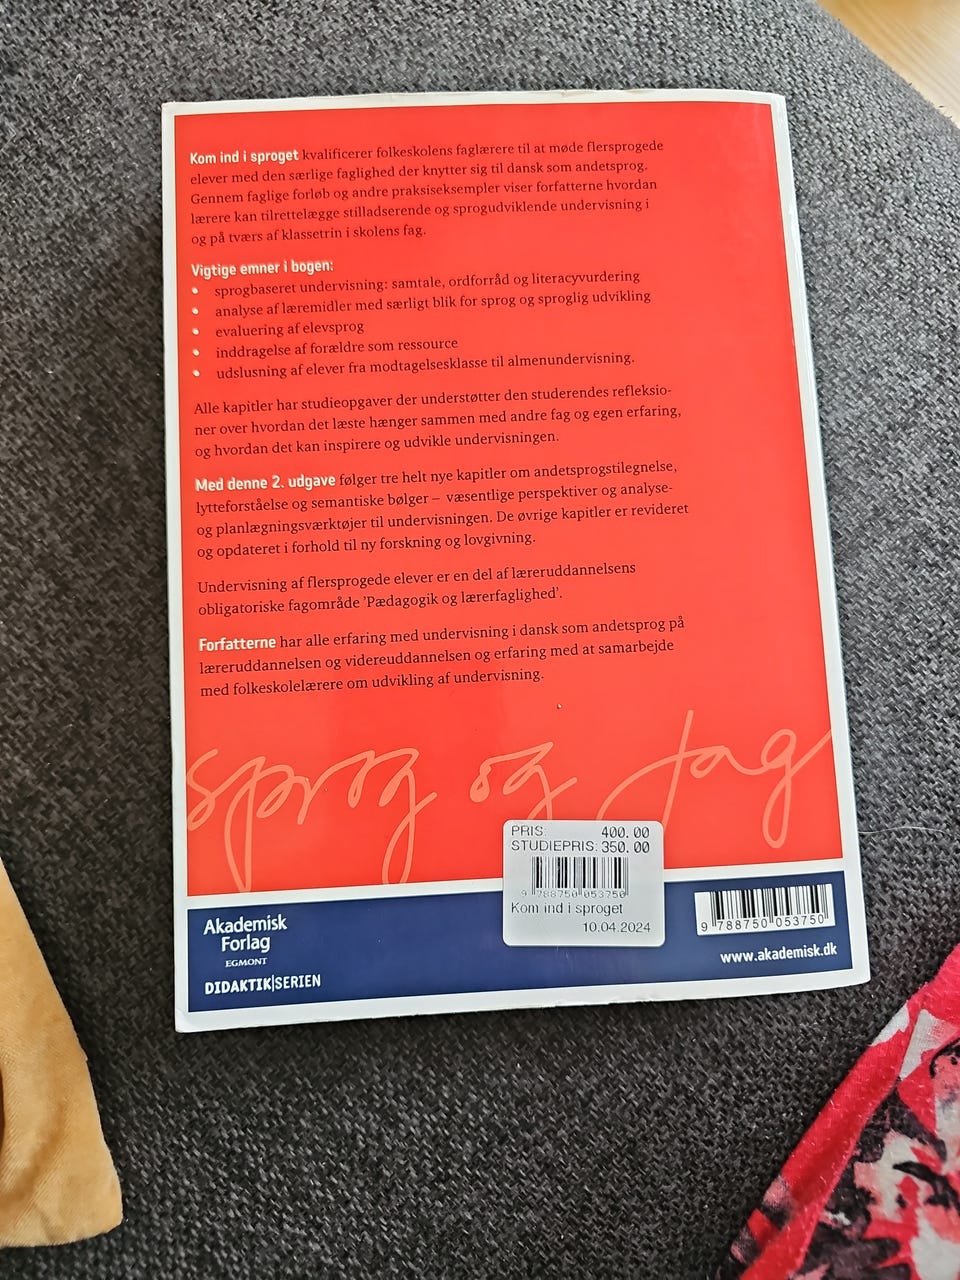 Kom ind i sproget kvalificerer folkeskolens faglærere til at møde flersprogede
elever med den særlige faglighed der knytter sig til dansk som andetsprog.
Gennem faglige forløb og andre praksiseksempler viser forfatterne hvordan
lærere kan tilrettelægge stilladserende og sprogudviklende undervisning i
og på tværs af klassetrin i skolens fag.
Vigtige emner i bogen:
• sprogbaseret undervisning: samtale, ordforråd og literacyvurdering
• analyse af læremidler med særligt blik for sprog og sproglig udvikling
• evaluering af elevsprog
• inddragelse af forældre som ressource
• udslusning af elever fra modtagelsesklasse til almenundervisning.
Alle kapitler har studieopgaver der understøtter den studerendes refleksio-
ner over hvordan det læste hænger sammen med andre fag og egen erfaring,
og hvordan det kan inspirere og udvikle undervisningen.
Med denne 2. udgave følger tre helt nye kapitler om andetsprogstilegnelse,
lytteforståelse og semantiske bølger – væsentlige perspektiver og analyse-
og planlægningsværktøjer til undervisningen. De øvrige kapitler er revideret
og opdateret i forhold til ny forskning og lovgivning.
Undervisning af flersprogede elever er en del af læreruddannelsens
obligatoriske fagområde 'Pædagogik og lærerfaglighed'.
Forfatterne har alle erfaring med undervisning i dansk som andetsprog på
læreruddannelsen og videreuddannelsen og erfaring med at samarbejde
med folkeskolelærere om udvikling af undervisning.
sprog og fag
PRIS: 400.00
STUDIEPRIS: 350.00
9 788750 053750
Kom ind i sproget
10.04.2024
Akademisk
Forlag
EGMONT
DIDAKTIK|SERIEN
9 788750 053750
www.akademisk.dk